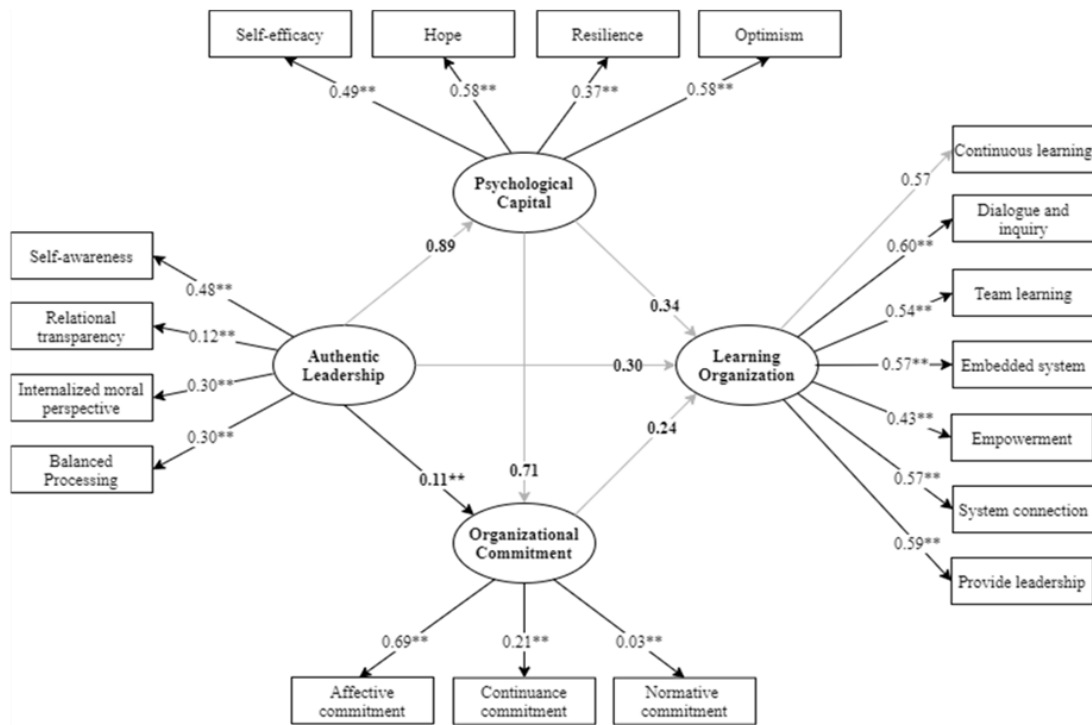 Self-efficacy
Hope
Resilience
Optimism
0.49**
0.58**
0.37**
0.58**
Psychological
Capital
Continuous learning
0.57
Dialogue and
inquiry
0.60**
Self-awareness
0.89
0.48**
Team learning
0.54**
Relational
transparency
0.12**
0.34
Authentic
Leadership
0.30
Learning
Organization
0.57**
Embedded system
Internalized moral
perspective
0.30**
0.43**
Empowerment
0.30**
0.24
Balanced
Processing
0.71
0.11**
0.57**
System connection
Organizational
Commitment
0.59**
Provide leadership
0.69**
0.21**
0.03**
Affective
commitment
Continuance
commitment
Normative
commitment